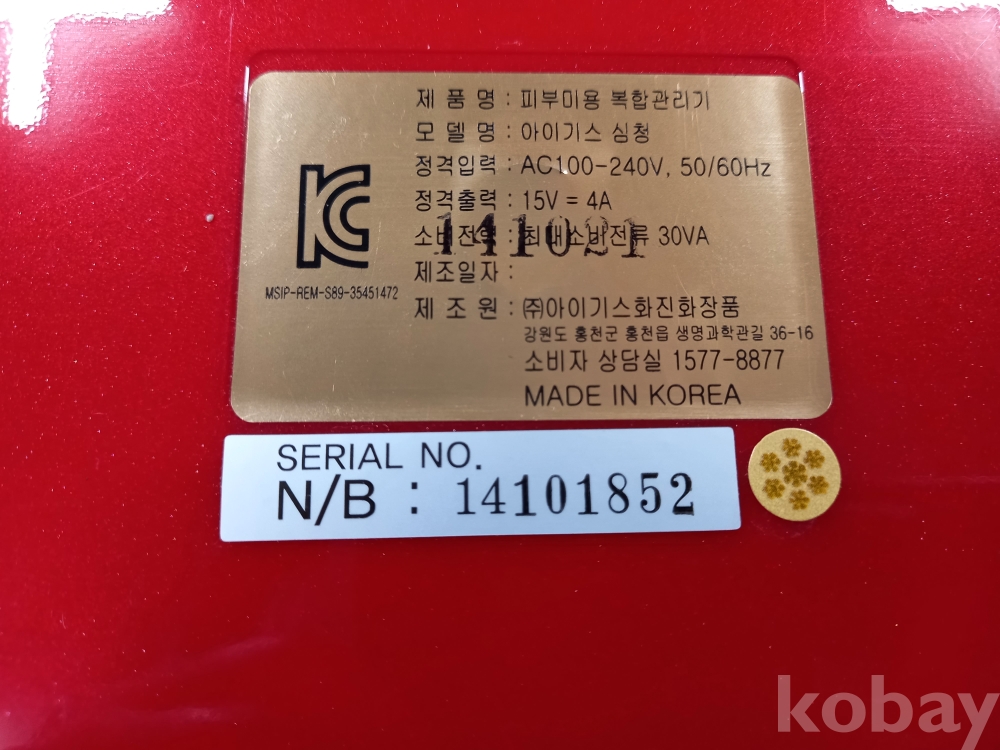 제 품 명 : 피부미용 복합관리기
모 델 명 : 아이기스 심청
정격입력 : AC100-240V, 50/60Hz
정격출력 : 15V = 4A
소비전력 : 최대소비전류 30VA
141021
제조일자 :
제 조 원 : ㈜아이기스화진화장품
강원도 홍천군 홍천읍 생명과학관길 36-16
소비자 상담실 1577-8877
MADE IN KOREA
KC
MSIP-REM-S89-35451472
SERIAL NO.
N/B : 14101852
kobay